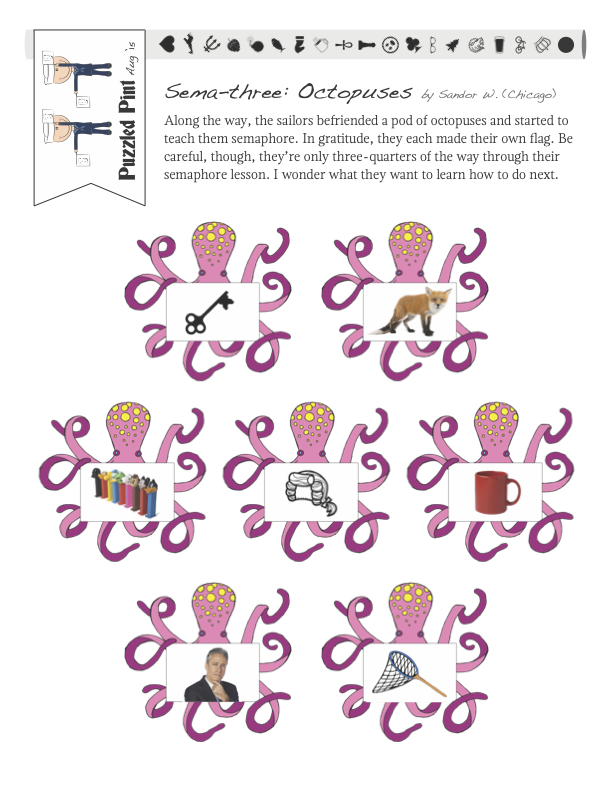 Puzzled Pint Aug '15
Sema-three: Octopuses by Sandor W. (Chicago)
Along the way, the sailors befriended a pod of octopuses and started to
teach them semaphore. In gratitude, they each made their own flag. Be
careful, though, they're only three-quarters of the way through their
semaphore lesson. I wonder what they want to learn how to do next.